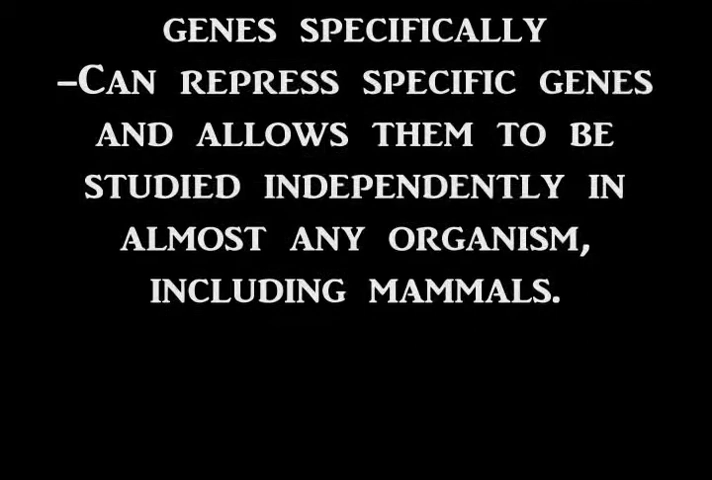 GENES SPECIFICALLY
-CAN REPRESS SPECIFIC GENES
AND ALLOWS THEM TO BE
STUDIED INDEPENDENTLY IN
ALMOST ANY ORGANISM,
INCLUDING MAMMALS.